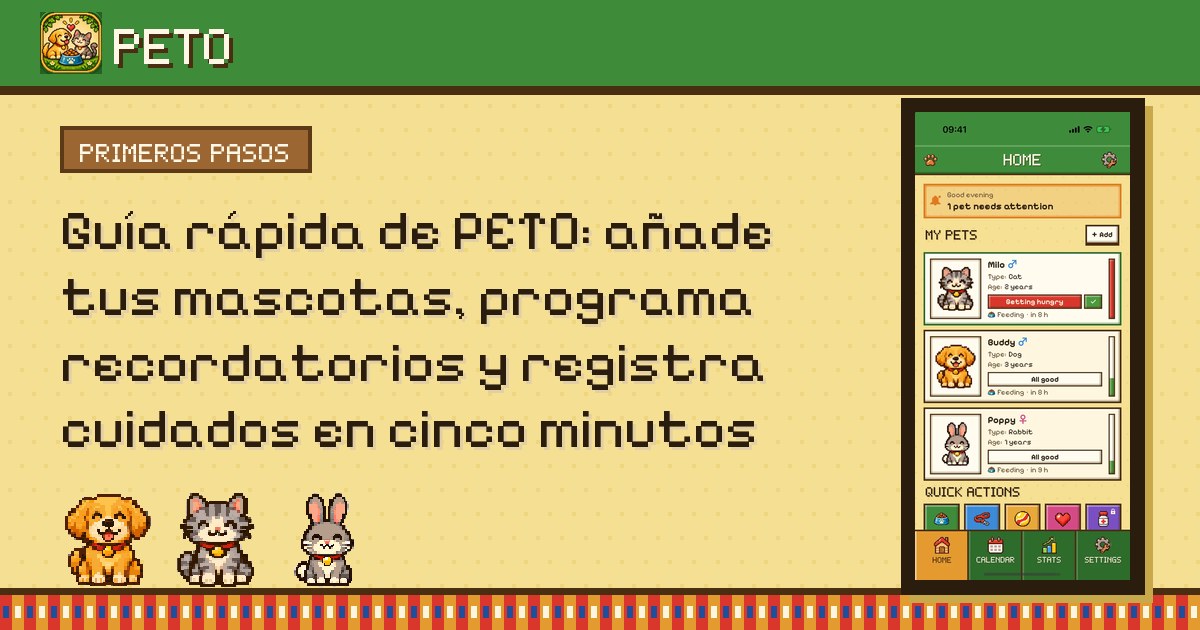 PETO
PRIMEROS PASOS
Guía rápida de PETO: añade
tus mascotas, programa
recordatorios y registra
cuidados en cinco minutos
09:41
HOME
Good evening
1 pet needs attention
MY PETS
+ Add
Milo ♂
Type: Cat
Age: 2 years
Getting hungry
Feeding · in 8 h
Buddy ♂
Type: Dog
Age: 3 years
All good
Feeding · in 8 h
Poppy ♀
Type: Rabbit
Age: 1 years
All good
Feeding · in 9 h
QUICK ACTIONS
HOME
CALENDAR
STATS
SETTINGS